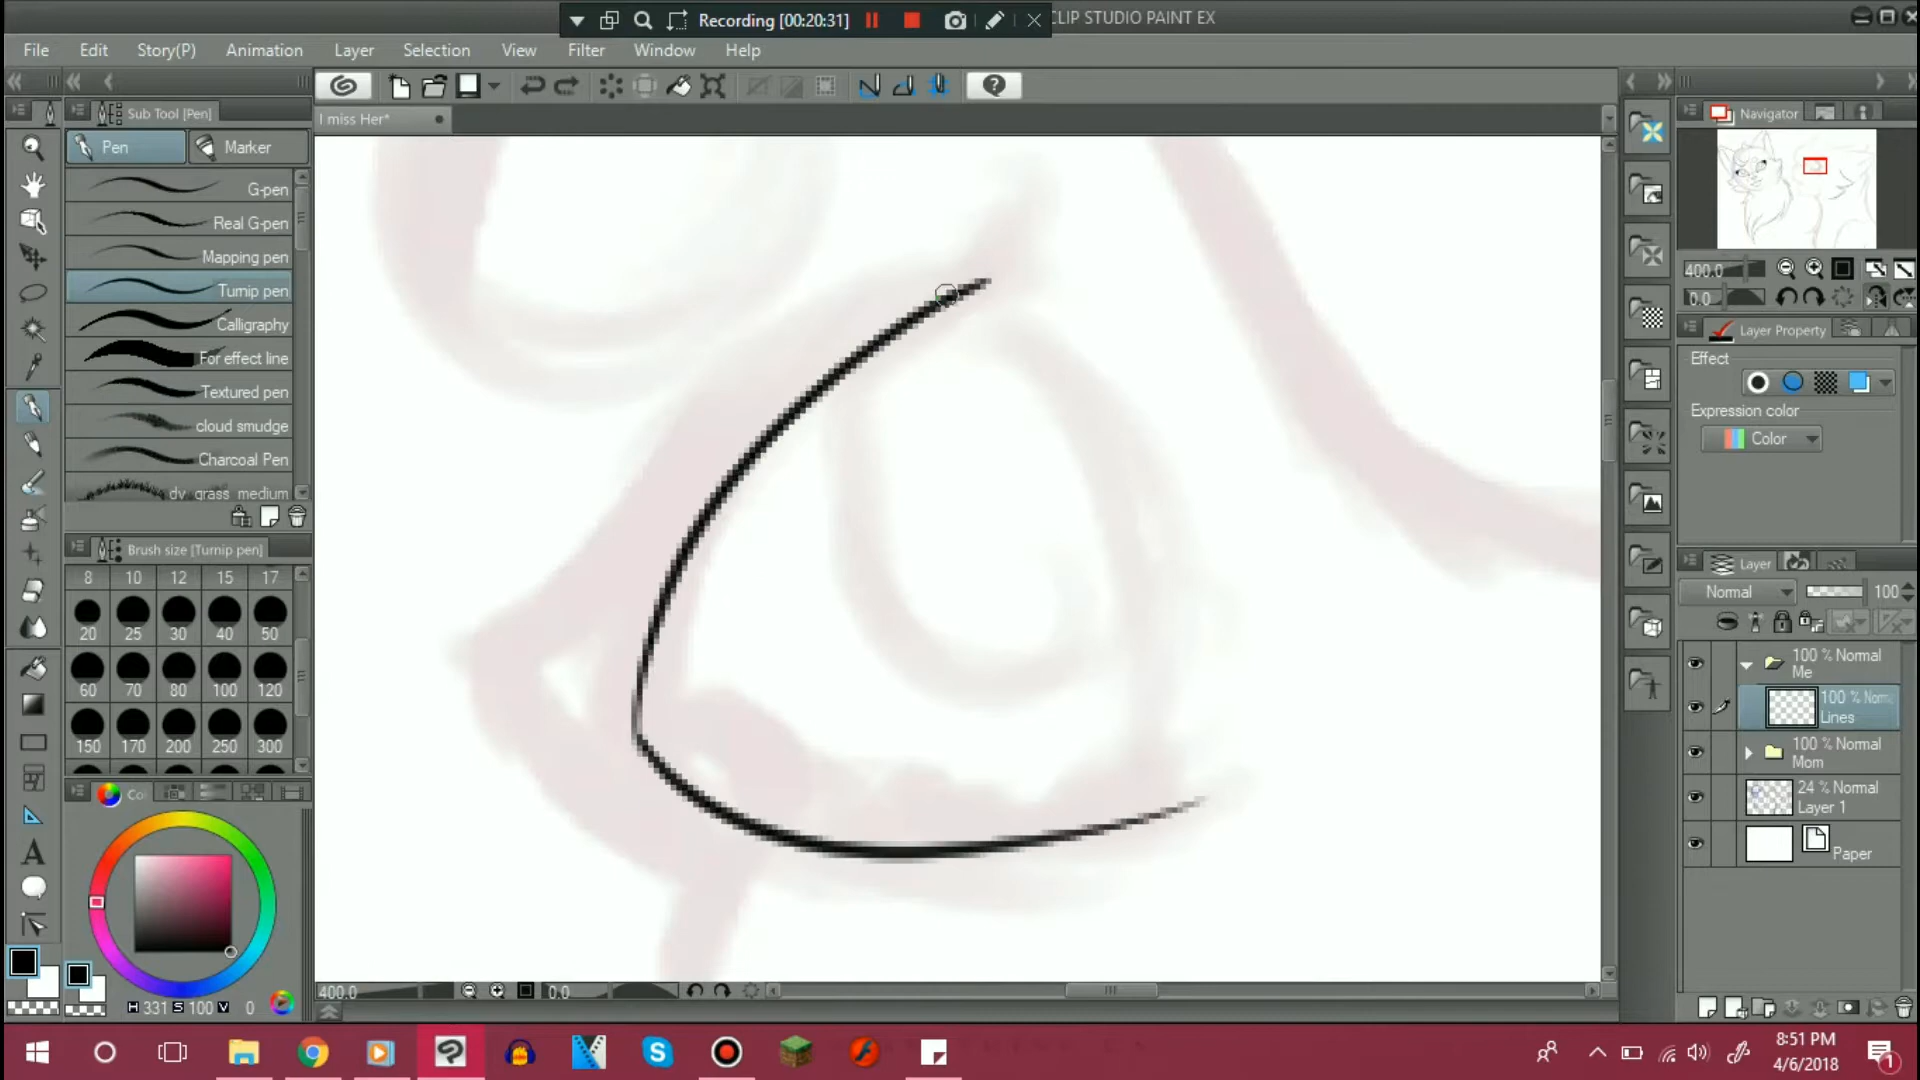 Recording [00:20:31]
CLIP STUDIO PAINT EX
File Edit Story(P) Animation Layer Selection View Filter Window Help
Sub Tool [Pen]
I miss Her*
Navigator
Pen Marker
G-pen
Real G-pen
Mapping pen
Turnip pen
Calligraphy
For effect line
Textured pen
cloud smudge
Charcoal Pen
dv grass medium
400.0
0.0
Layer Property
Effect
Expression color
Color
Brush size [Turnip pen]
8 10 12 15 17
20 25 30 40 50
60 70 80 100 120
150 170 200 250 300
Layer
Normal 100
100 % Normal
Me
100 % Norm
Lines
100 % Normal
Mom
24 % Normal
Layer 1
Paper
Co
H 331 S 100 V 0
400.0 0.0
8:51 PM
4/6/2018
1